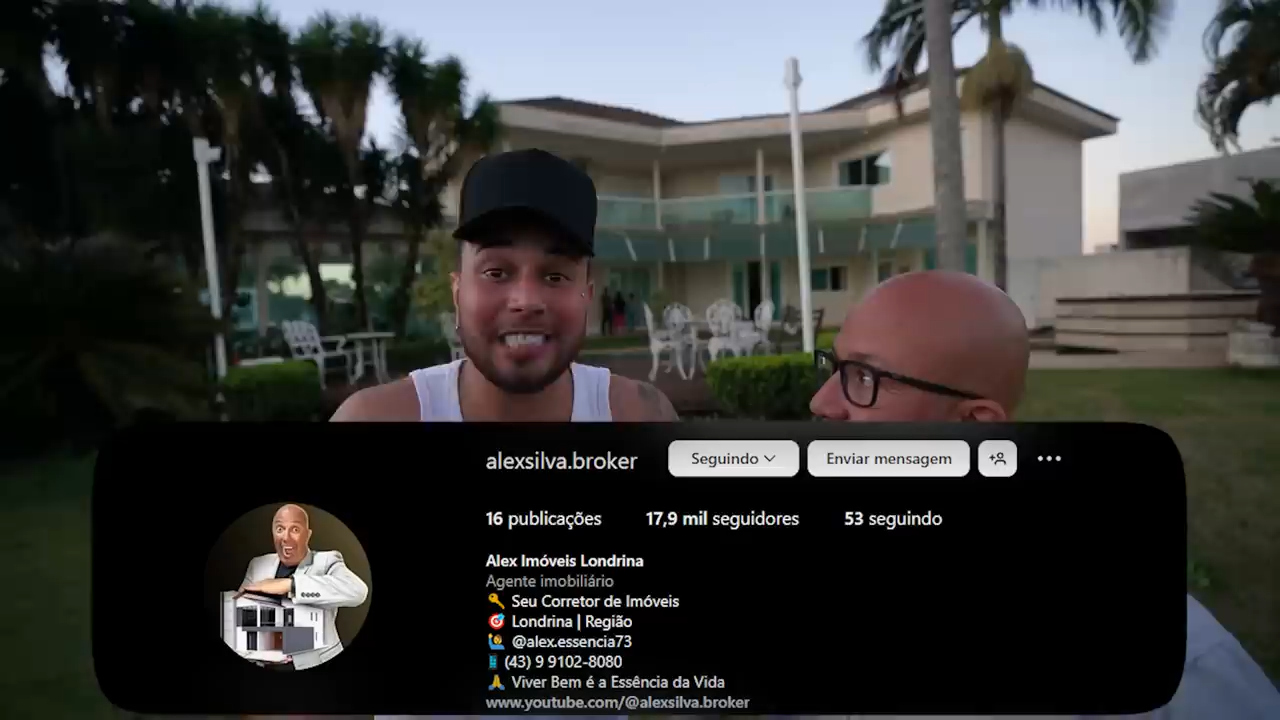 alexsilva.broker Seguindo Enviar mensagem
16 publicações 17,9 mil seguidores 53 seguindo
Alex Imóveis Londrina
Agente imobiliário
🔑 Seu Corretor de Imóveis
🎯 Londrina | Região
🙋‍♂️ @alex.essencia73
📱 (43) 9 9102-8080
🙏 Viver Bem é a Essência da Vida
www.youtube.com/@alexsilva.broker